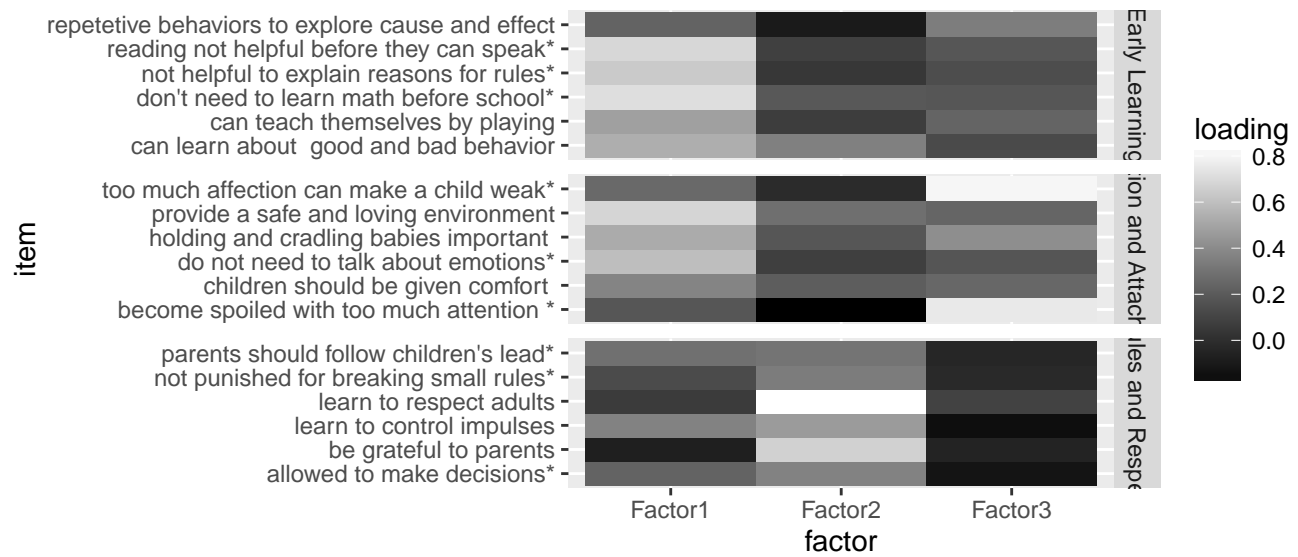 repetetive behaviors to explore cause and effect
reading not helpful before they can speak*
not helpful to explain reasons for rules*
don't need to learn math before school*
can teach themselves by playing
can learn about  good and bad behavior
too much affection can make a child weak*
provide a safe and loving environment
holding and cradling babies important
do not need to talk about emotions*
children should be given comfort
become spoiled with too much attention *
parents should follow children's lead*
not punished for breaking small rules*
learn to respect adults
learn to control impulses
be grateful to parents
allowed to make decisions*
item
Early Learning
tion and Attach
ules and Respe
Factor1 Factor2 Factor3
factor
loading
0.8
0.6
0.4
0.2
0.0